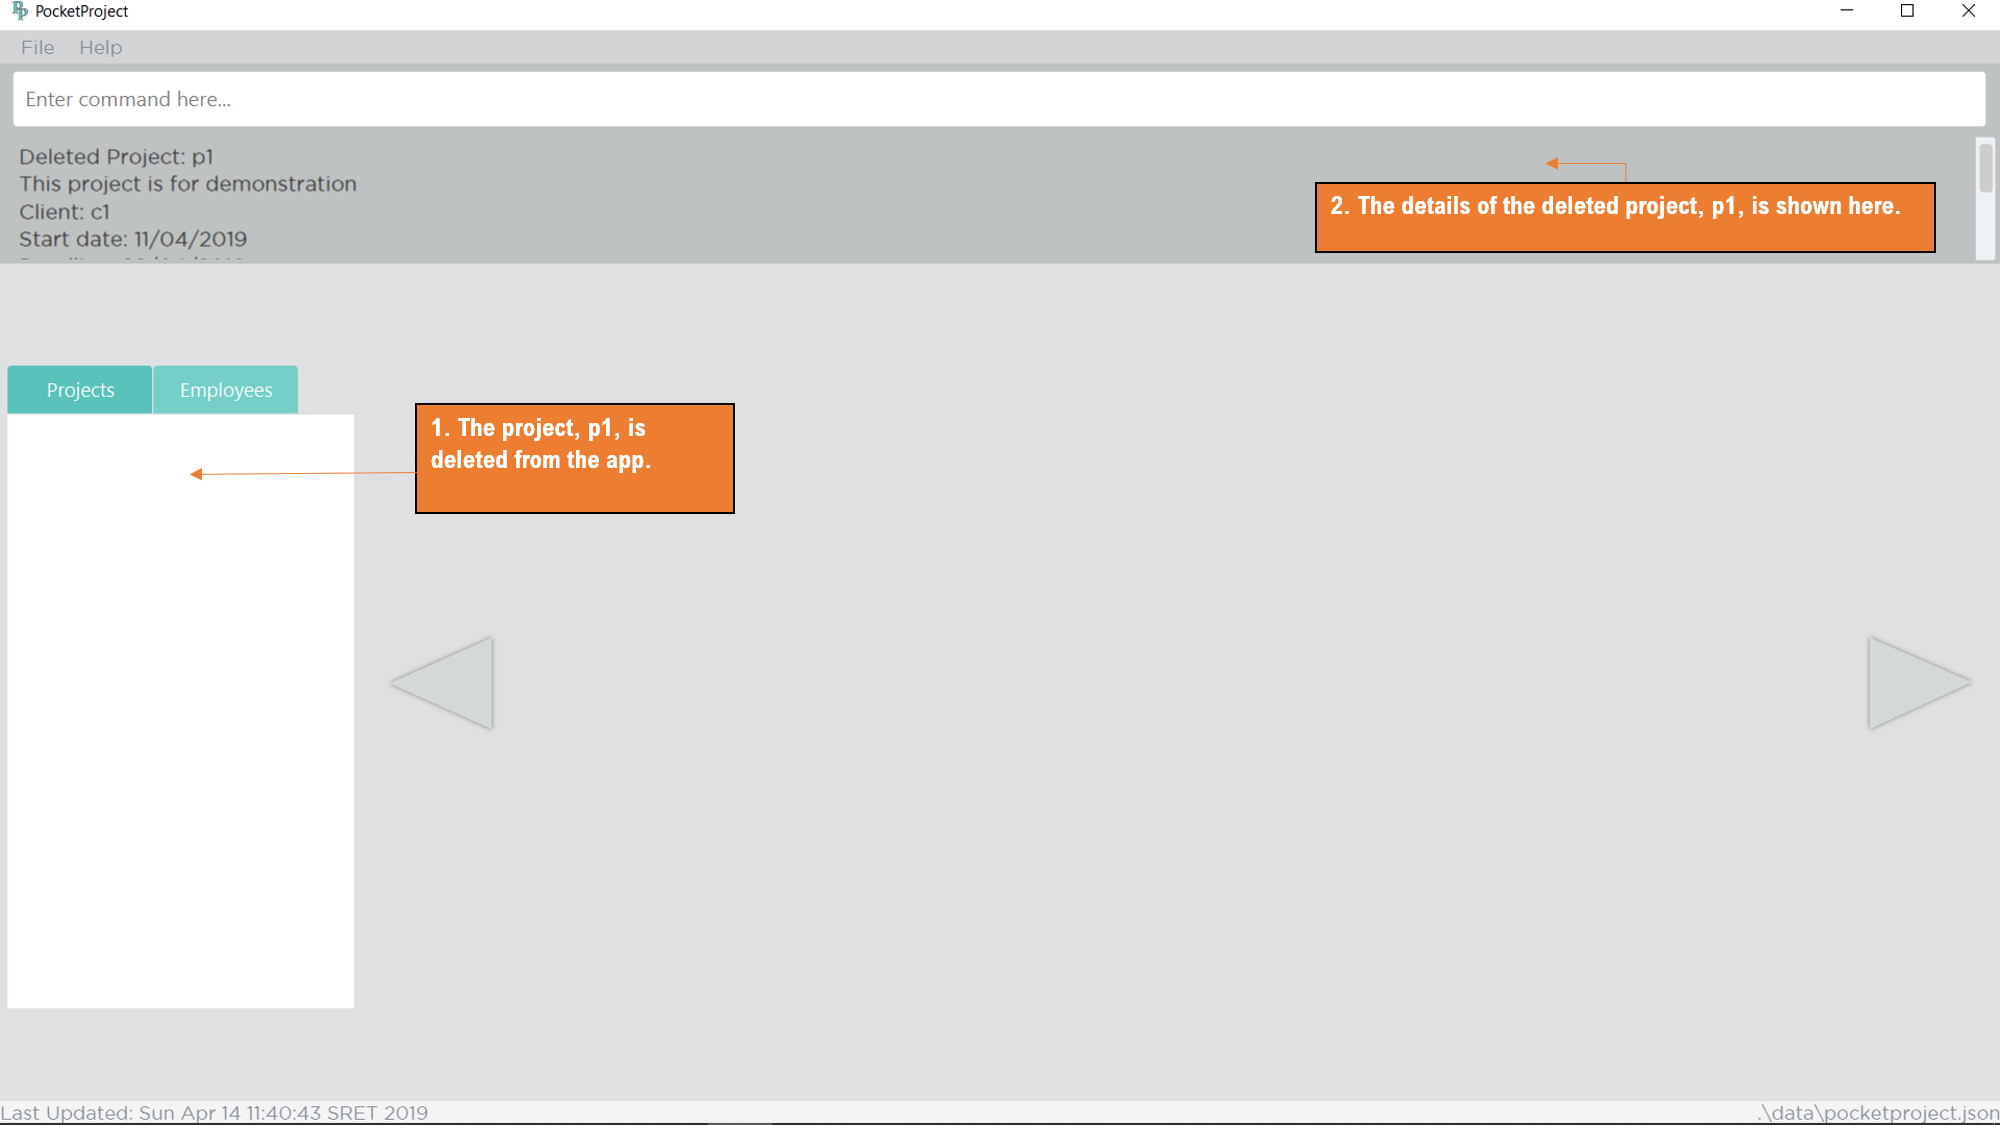 PocketProject
File Help
Enter command here...
Deleted Project: p1
This project is for demonstration
Client: c1
Start date: 11/04/2019
2. The details of the deleted project, p1, is shown here.
Projects Employees
1. The project, p1, is
deleted from the app.
Last Updated: Sun Apr 14 11:40:43 SRET 2019
.\data\pocketproject.json